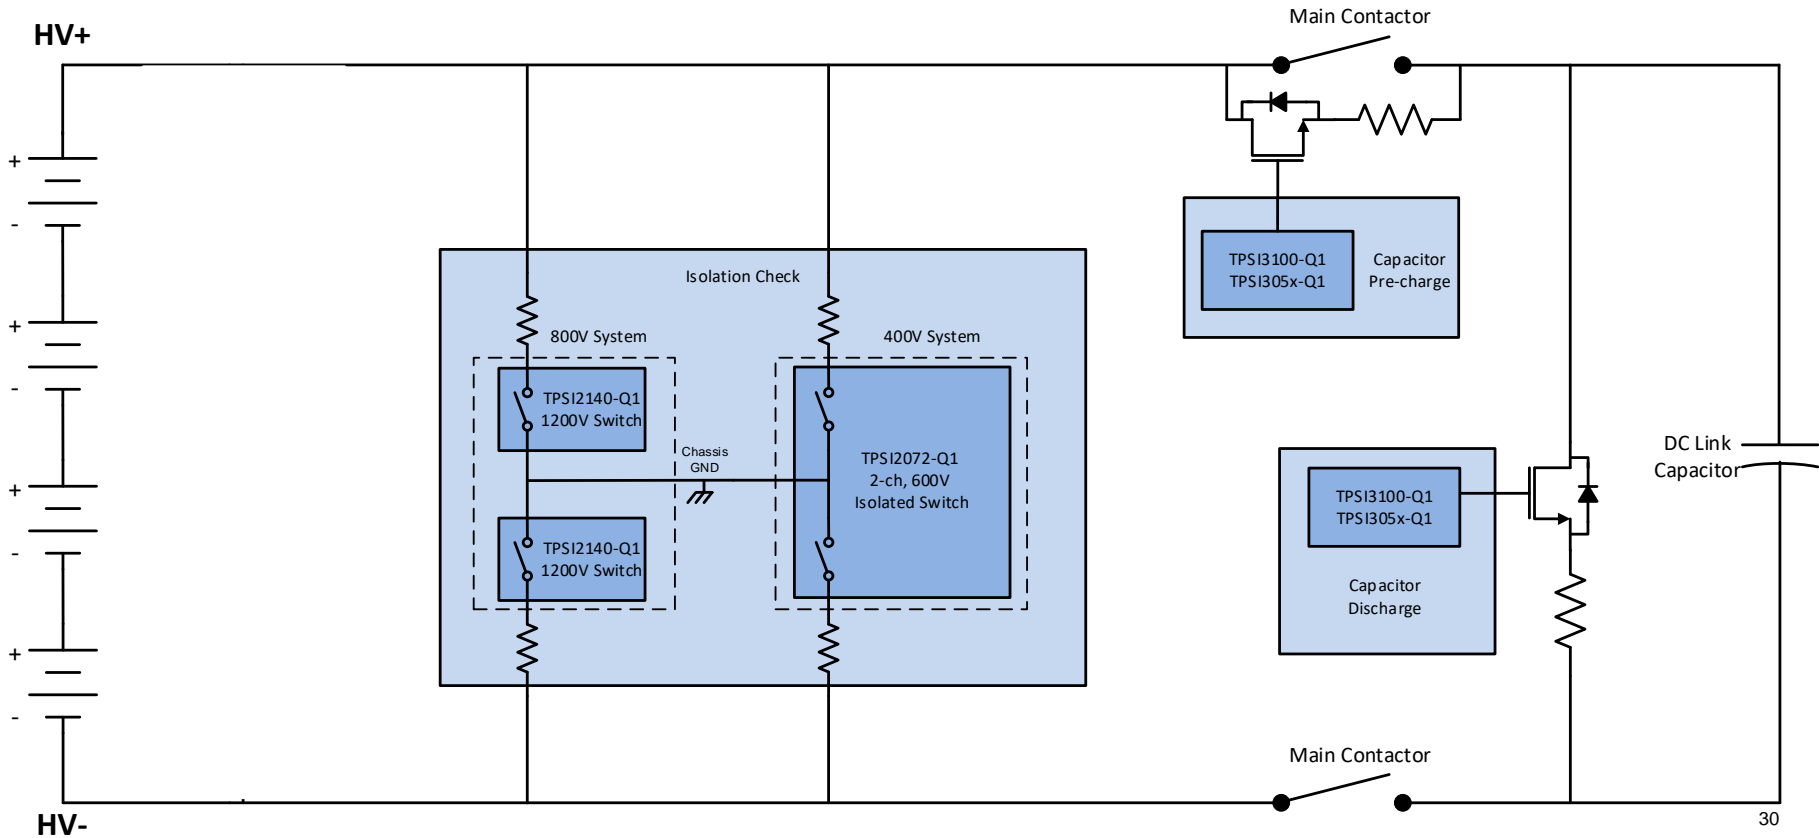 Main Contactor
HV+
+
-
+
-
+
-
+
-
Isolation Check
800V System
400V System
TPSI2140-Q1
1200V Switch
Chassis
GND
TPSI2072-Q1
2-ch, 600V
Isolated Switch
TPSI2140-Q1
1200V Switch
TPSI3100-Q1
TPSI305x-Q1
Capacitor
Pre-charge
TPSI3100-Q1
TPSI305x-Q1
Capacitor
Discharge
DC Link
Capacitor
Main Contactor
HV-
30